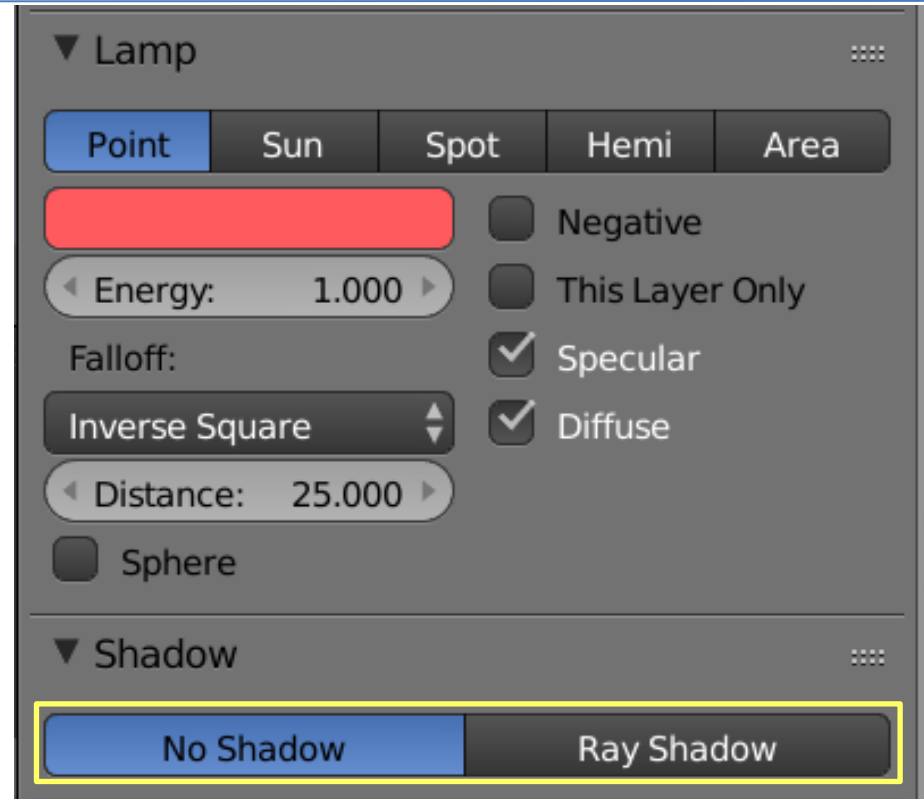 Lamp
Point Sun Spot Hemi Area
Negative
Energy: 1.000 This Layer Only
Falloff: Specular
Inverse Square Diffuse
Distance: 25.000
Sphere
Shadow
No Shadow Ray Shadow